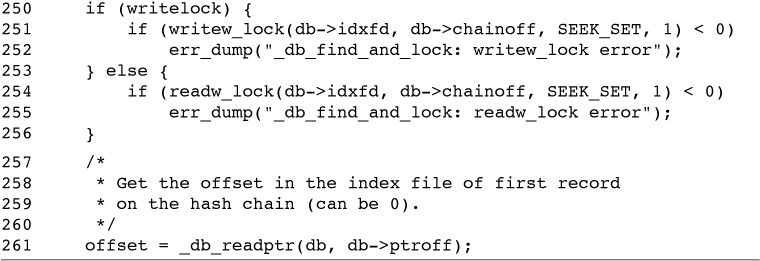 250 if (writelock) {
251 if (writew_lock(db->idxfd, db->chainoff, SEEK_SET, 1) < 0)
252 err_dump("_db_find_and_lock: writew_lock error");
253 } else {
254 if (readw_lock(db->idxfd, db->chainoff, SEEK_SET, 1) < 0)
255 err_dump("_db_find_and_lock: readw_lock error");
256 }
257 /*
258 * Get the offset in the index file of first record
259 * on the hash chain (can be 0).
260 */
261 offset = _db_readptr(db, db->ptroff);